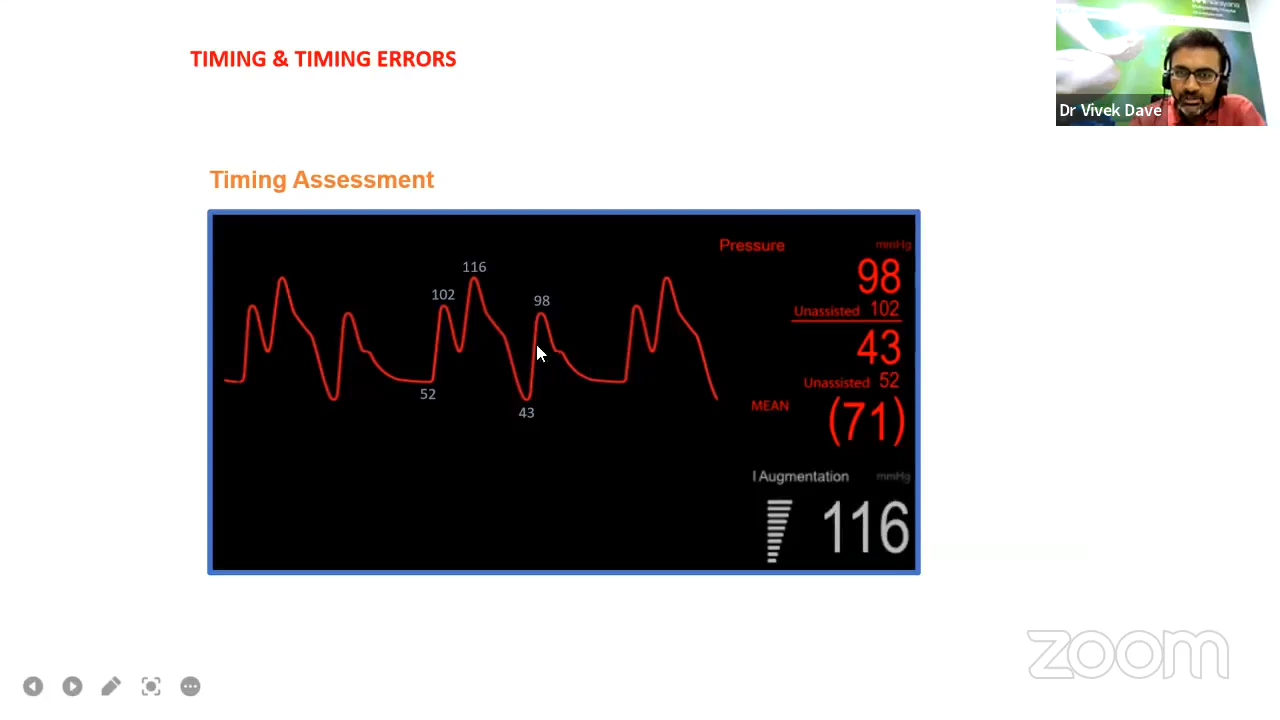 TIMING & TIMING ERRORS
Dr Vivek Dave
Timing Assessment
Pressure mmHg
98
Unassisted 102
43
Unassisted 52
MEAN (71)
116
102
98
52
43
I Augmentation mmHg
116
zoom